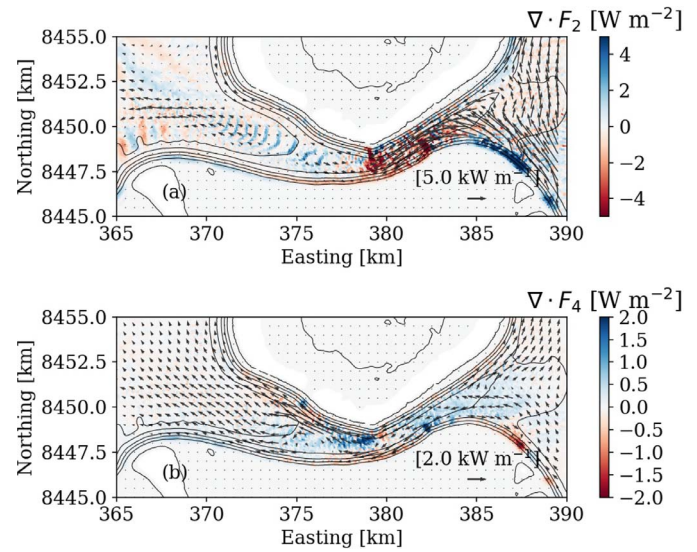 ∇ · F₂ [W m⁻²]
8455.0
8452.5
8450.0
8447.5
8445.0
Northing [km]
(a)
[5.0 kW m⁻¹]
4
2
0
−2
−4
365 370 375 380 385 390
Easting [km]
∇ · F₄ [W m⁻²]
8455.0
8452.5
8450.0
8447.5
8445.0
Northing [km]
(b)
[2.0 kW m⁻¹]
2.0
1.5
1.0
0.5
0.0
−0.5
−1.0
−1.5
−2.0
365 370 375 380 385 390
Easting [km]